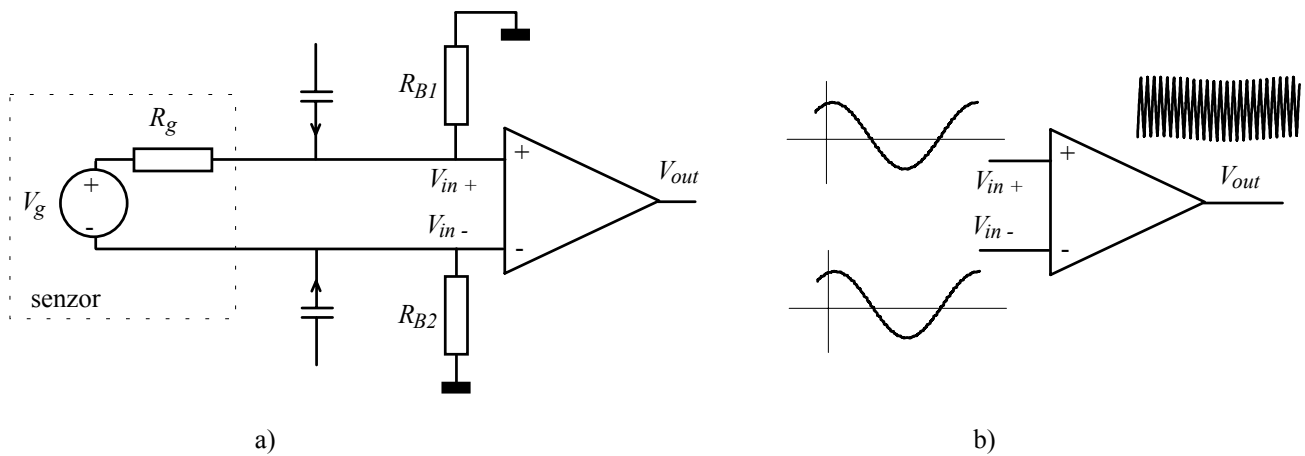 R_B1
R_g
+
V_in +
V_out
V_g
+
-
V_in -
-
senzor
R_B2
a)
+
V_in +
V_out
V_in -
-
b)